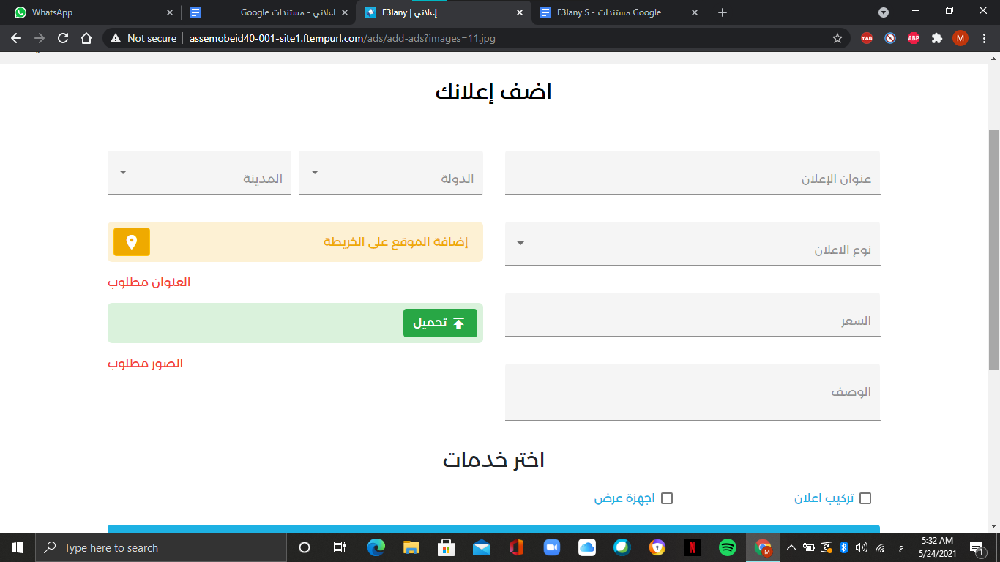 WhatsApp
اعلاني - مستندات Google
إعلاني | E3lany
E3lany S - مستندات Google
Not secure
assemobeid40-001-site1.ftempurl.com/ads/add-ads?images=11.jpg
YAB
ABP
M
اضف إعلانك
عنوان الإعلان
الدولة
المدينة
نوع الاعلان
إضافة الموقع على الخريطة
العنوان مطلوب
السعر
تحميل
الصور مطلوب
الوصف
اختر خدمات
تركيب اعلان
اجهزة عرض
Type here to search
N
M
ع
5:32 AM
5/24/2021
1